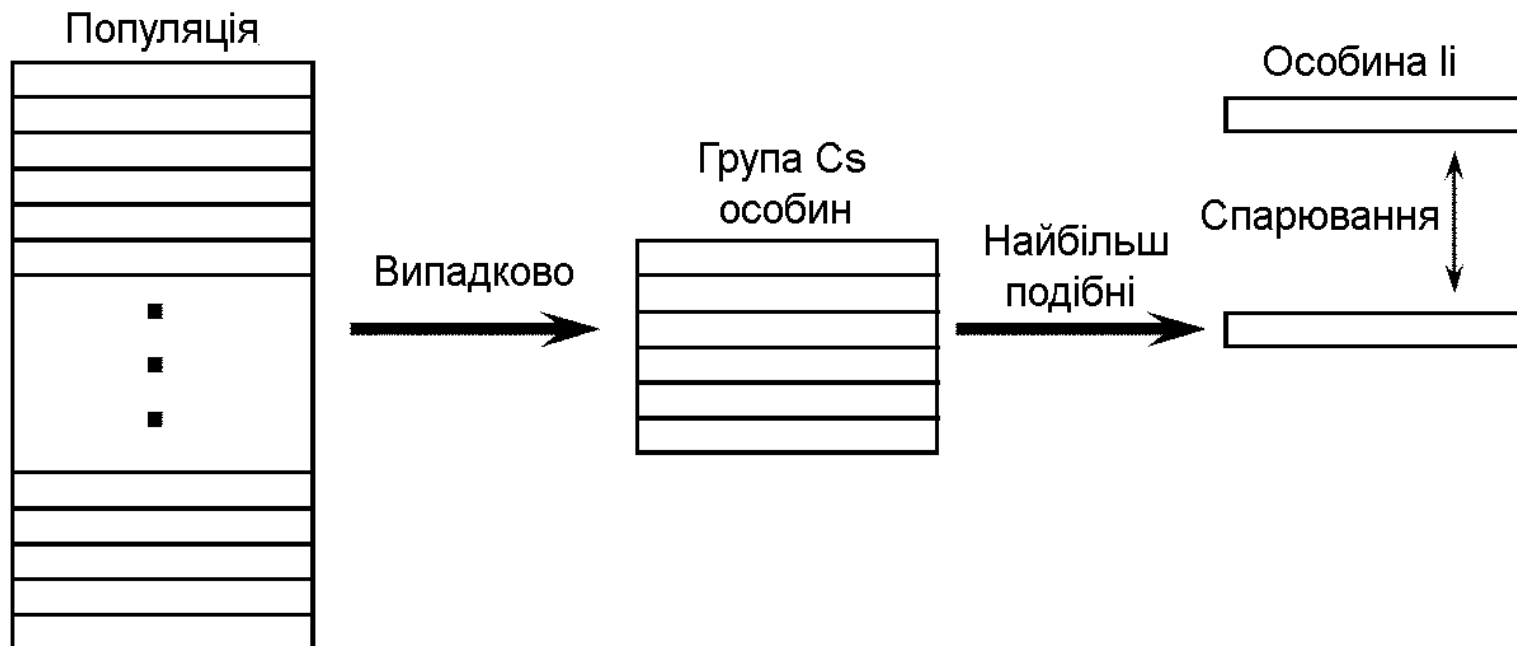 Популяція
Випадково
Група Cs
особин
Найбільш
подібні
Особина Ii
Спарювання